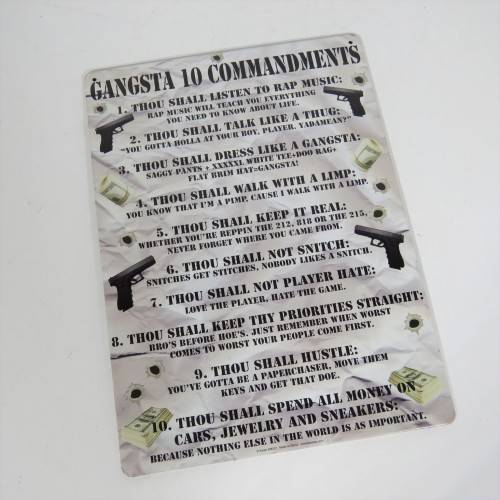 GANGSTA 10 COMMANDMENTS
1. THOU SHALL LISTEN TO RAP MUSIC:
RAP MUSIC WILL TEACH YOU EVERYTHING
YOU NEED TO KNOW ABOUT LIFE.
2. THOU SHALL TALK LIKE A THUG:
"YOU GOTTA HOLLA AT YOUR BOY, PLAYER, YADAMEAN?"
3. THOU SHALL DRESS LIKE A GANGSTA:
SAGGY PANTS + XXXXL WHITE TEE+DOO RAG+
FLAT BRIM HAT=GANGSTA!
4. THOU SHALL WALK WITH A LIMP:
YOU KNOW THAT I'M A PIMP, CAUSE I WALK WITH A LIMP.
5. THOU SHALL KEEP IT REAL:
WHETHER YOU'RE REPPIN THE 212, 818 OR THE 215,
NEVER FORGET WHERE YOU CAME FROM.
6. THOU SHALL NOT SNITCH:
SNITCHES GET STITCHES, NOBODY LIKES A SNITCH.
7. THOU SHALL NOT PLAYER HATE:
LOVE THE PLAYER, HATE THE GAME.
8. THOU SHALL KEEP THY PRIORITIES STRAIGHT:
BRO'S BEFORE HOE'S. JUST REMEMBER WHEN WORST
COMES TO WORST YOUR PEOPLE COME FIRST.
9. THOU SHALL HUSTLE:
YOU'VE GOTTA BE A PAPERCHASER, MOVE THEM
KEYS AND GET THAT DOE.
10. THOU SHALL SPEND ALL MONEY ON
CARS, JEWELRY AND SNEAKERS:
BECAUSE NOTHING ELSE IN THE WORLD IS AS IMPORTANT.